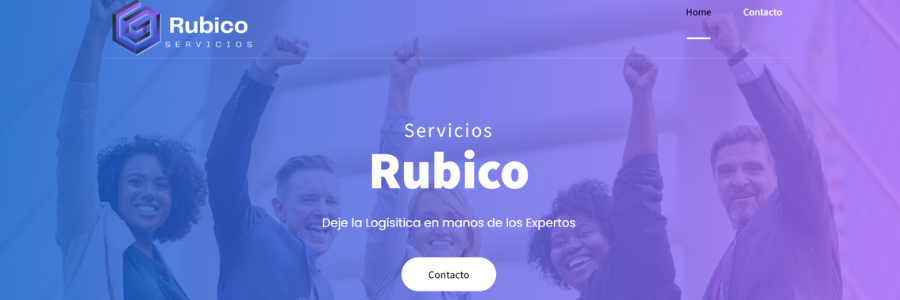 Rubico
SERVICIOS
Home
Contacto
Servicios
Rubico
Deje la Logísitica en manos de los Expertos
Contacto